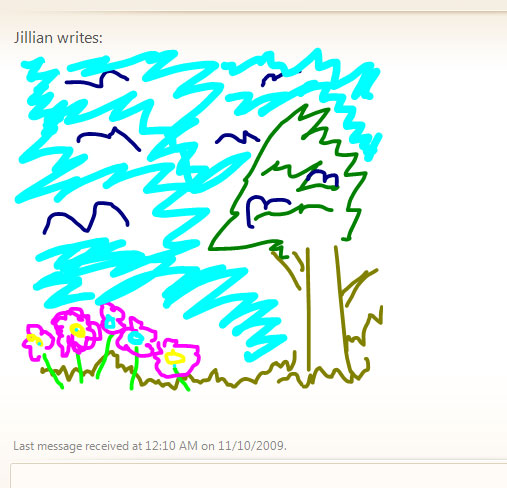 Jillian writes:
Last message received at 12:10 AM on 11/10/2009.